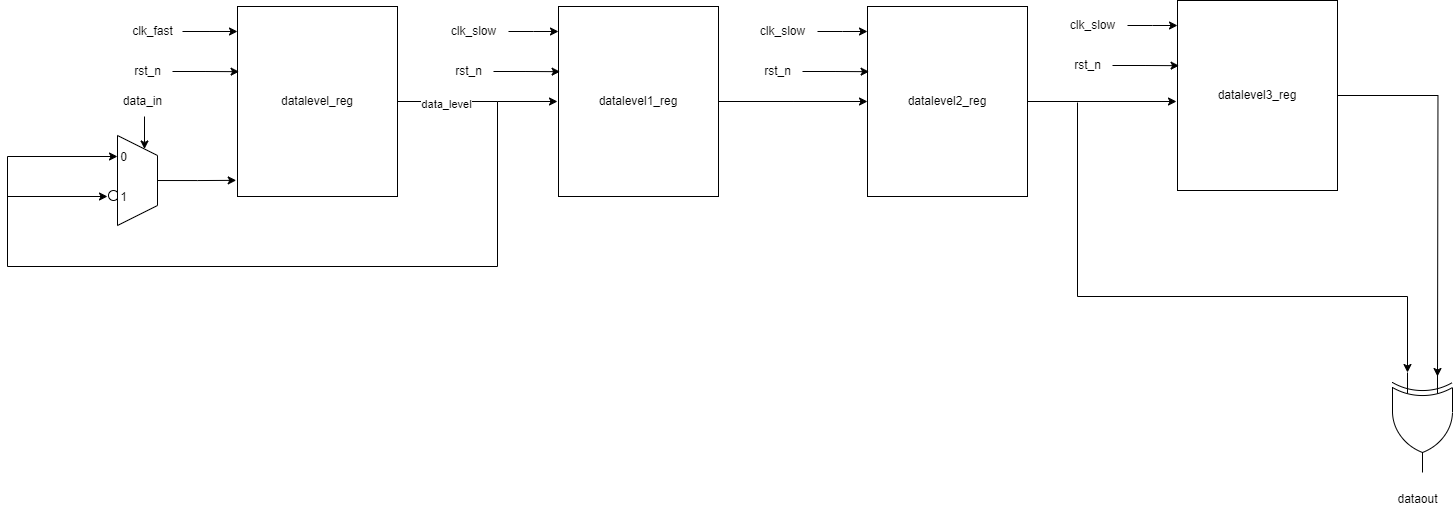 clk_fast
rst_n
data_in
0
1
datalevel_reg
data_level
clk_slow
rst_n
datalevel1_reg
clk_slow
rst_n
datalevel2_reg
clk_slow
rst_n
datalevel3_reg
dataout